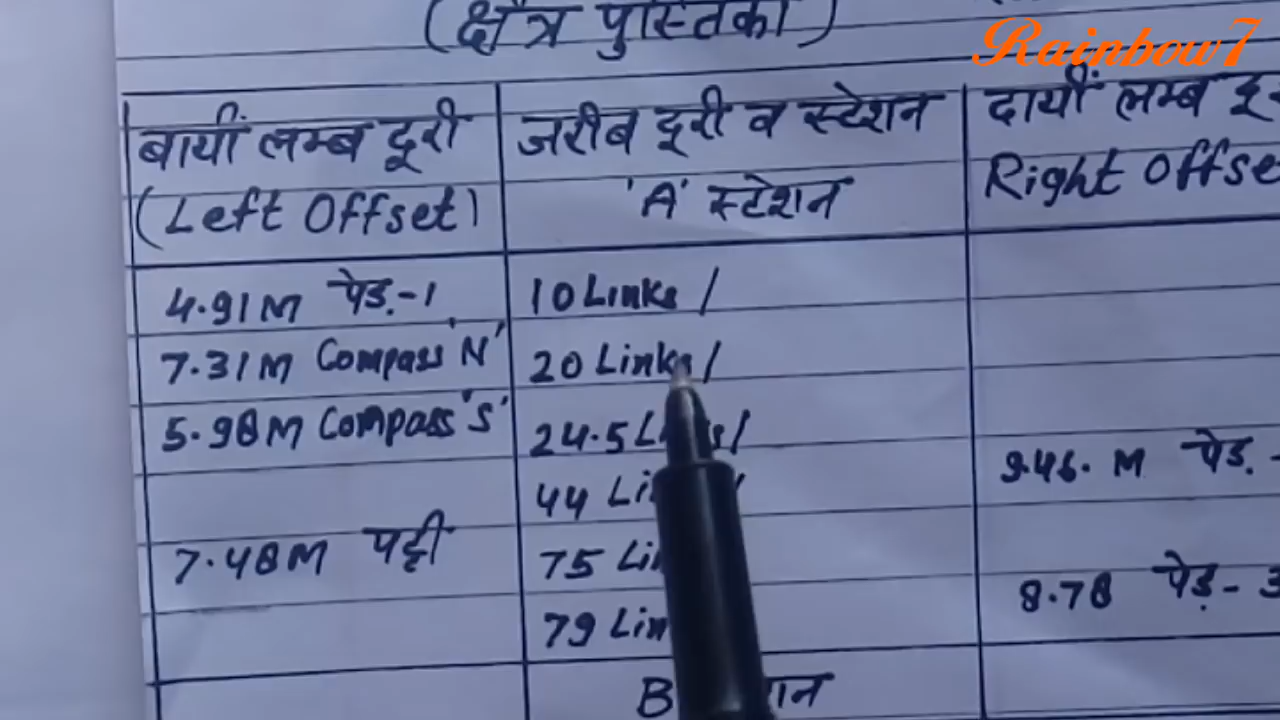 (क्षेत्र पुस्तिका)
Rainbow7
बायीं लम्ब दूरी जरीब दूरी व स्टेशन दायीं लम्ब
(Left Offset) 'A' स्टेशन Right Offse
4.91M पेड़-1 10 Links/
7.31M Compass 'N' 20 Links/
5.98M Compass 'S' 24.5
44 9.46. M पेड़-
7.48M पट्टी 75
79 8.78 पेड़-3
B